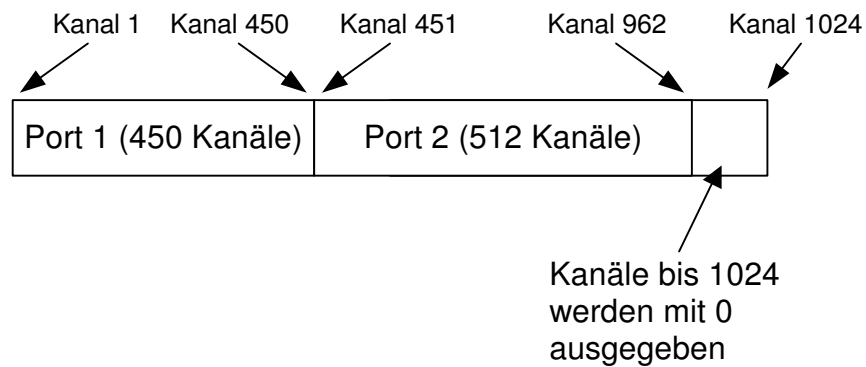 Kanal 1 Kanal 450 Kanal 451 Kanal 962 Kanal 1024
Port 1 (450 Kanäle) Port 2 (512 Kanäle)
Kanäle bis 1024
werden mit 0
ausgegeben